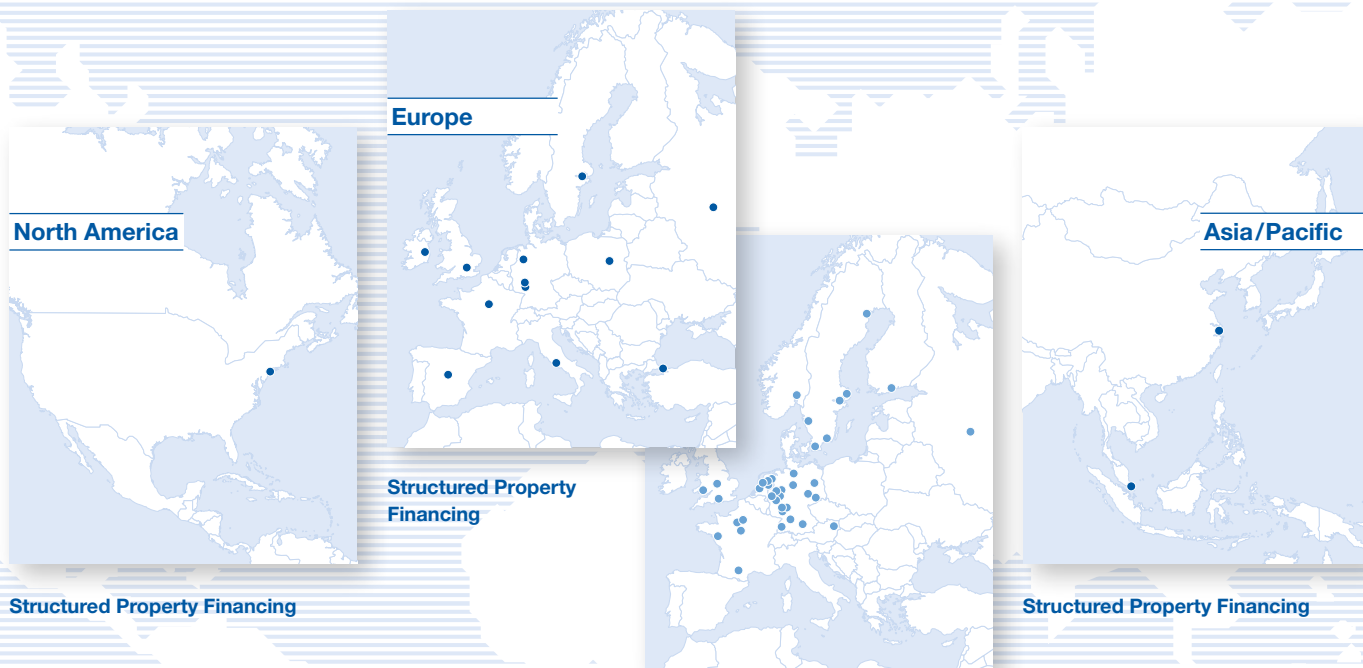 Europe
North America
Asia/Pacific
Structured Property
Financing
Structured Property Financing
Structured Property Financing